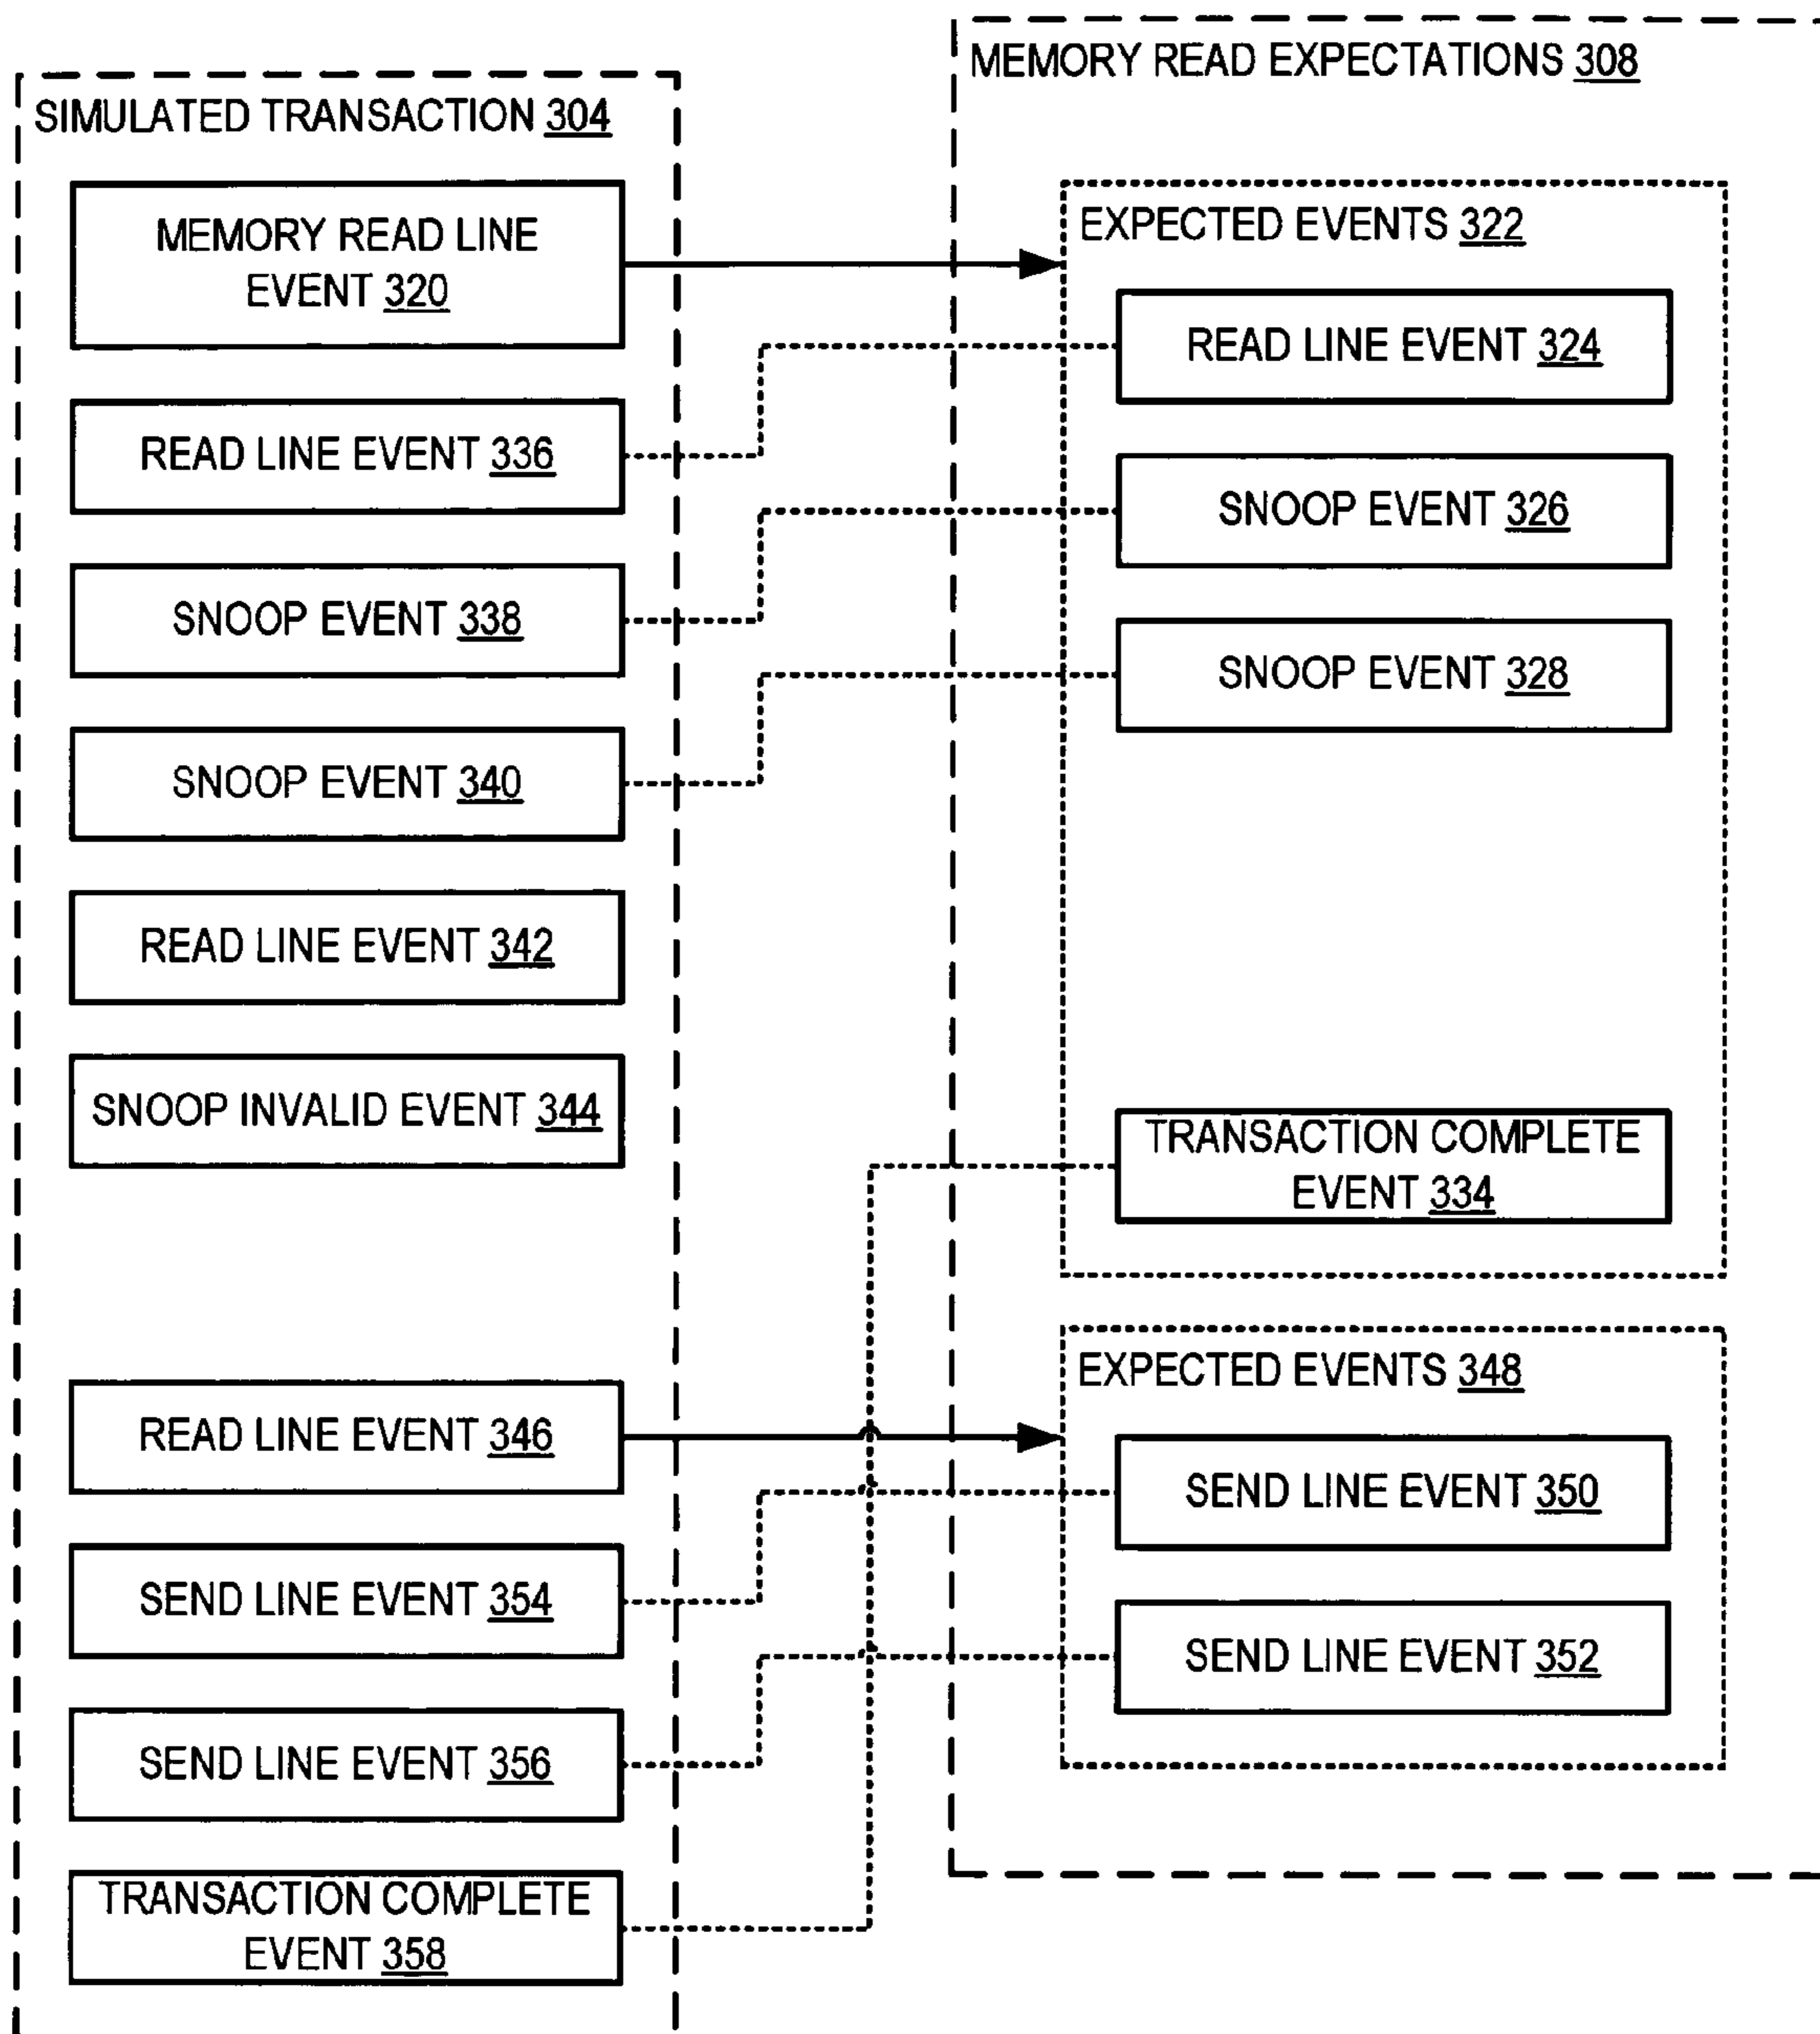 SIMULATED TRANSACTION 304
MEMORY READ LINE
EVENT 320
READ LINE EVENT 336
SNOOP EVENT 338
SNOOP EVENT 340
READ LINE EVENT 342
SNOOP INVALID EVENT 344
READ LINE EVENT 346
SEND LINE EVENT 354
SEND LINE EVENT 356
TRANSACTION COMPLETE
EVENT 358
MEMORY READ EXPECTATIONS 308
EXPECTED EVENTS 322
READ LINE EVENT 324
SNOOP EVENT 326
SNOOP EVENT 328
TRANSACTION COMPLETE
EVENT 334
EXPECTED EVENTS 348
SEND LINE EVENT 350
SEND LINE EVENT 352